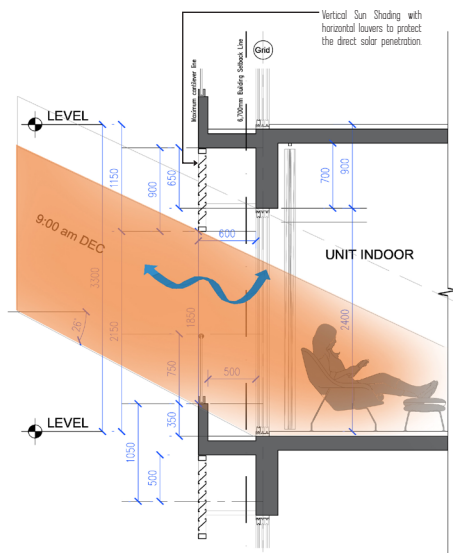 Vertical Sun Shading with
horizontal louvers to protect
the direct solar penetration.
Grid
Maximum cantilever line
6,700mm Building Setback Line
LEVEL
650
900
1150
700
900
9:00 am DEC
600
UNIT INDOOR
3300
2150
1850
2400
26°
750
500
LEVEL
350
1050
500